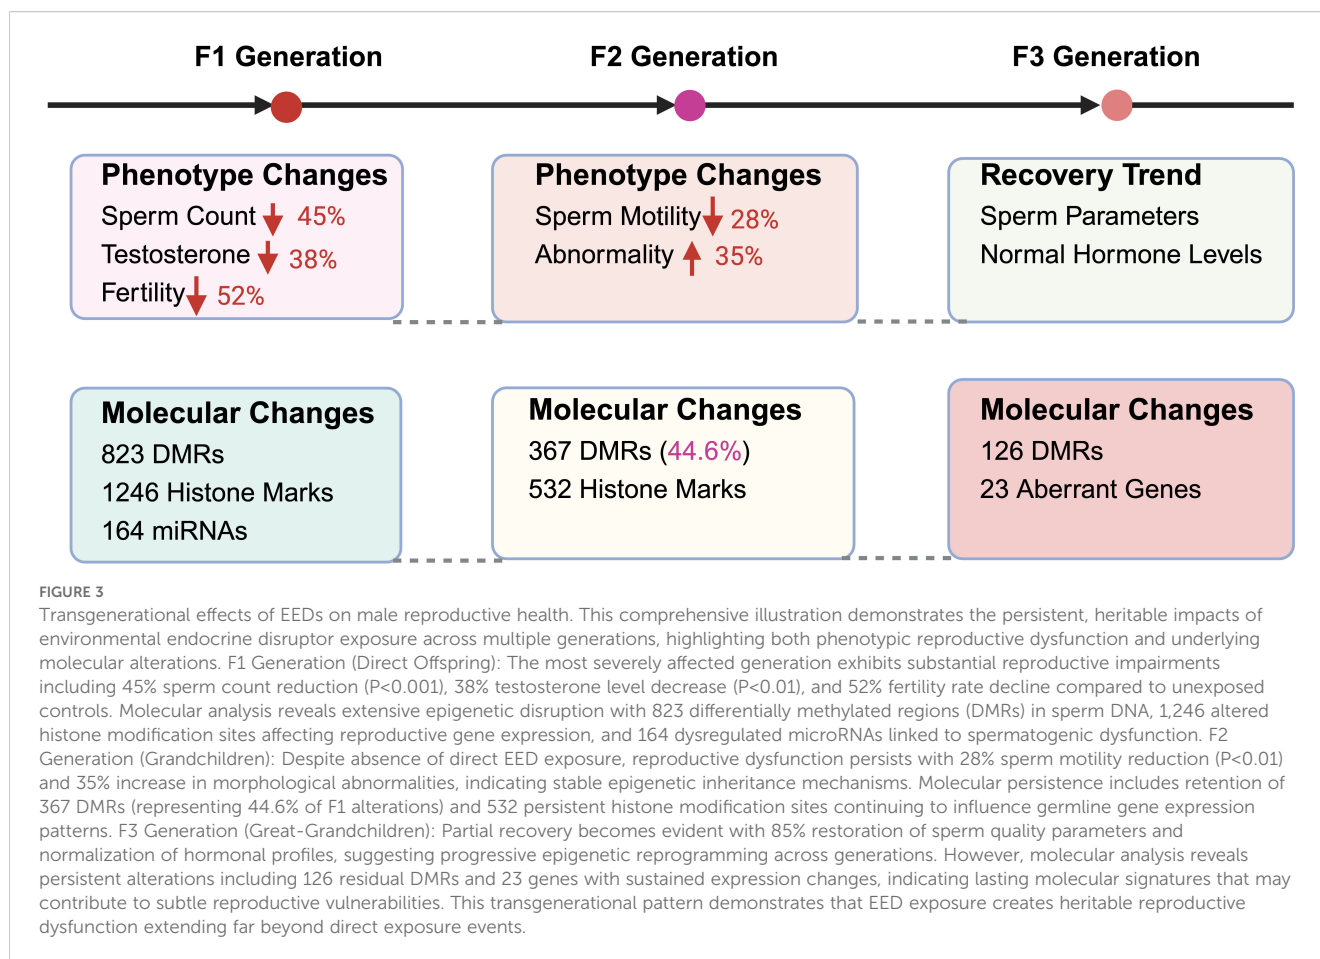 F1 Generation
F2 Generation
F3 Generation
Phenotype Changes
Sperm Count 45%
Testosterone 38%
Fertility 52%
Phenotype Changes
Sperm Motility 28%
Abnormality 35%
Recovery Trend
Sperm Parameters
Normal Hormone Levels
Molecular Changes
823 DMRs
1246 Histone Marks
164 miRNAs
Molecular Changes
367 DMRs (44.6%)
532 Histone Marks
Molecular Changes
126 DMRs
23 Aberrant Genes
FIGURE 3
Transgenerational effects of EEDs on male reproductive health. This comprehensive illustration demonstrates the persistent, heritable impacts of
environmental endocrine disruptor exposure across multiple generations, highlighting both phenotypic reproductive dysfunction and underlying
molecular alterations. F1 Generation (Direct Offspring): The most severely affected generation exhibits substantial reproductive impairments
including 45% sperm count reduction (P<0.001), 38% testosterone level decrease (P<0.01), and 52% fertility rate decline compared to unexposed
controls. Molecular analysis reveals extensive epigenetic disruption with 823 differentially methylated regions (DMRs) in sperm DNA, 1,246 altered
histone modification sites affecting reproductive gene expression, and 164 dysregulated microRNAs linked to spermatogenic dysfunction. F2
Generation (Grandchildren): Despite absence of direct EED exposure, reproductive dysfunction persists with 28% sperm motility reduction (P<0.01)
and 35% increase in morphological abnormalities, indicating stable epigenetic inheritance mechanisms. Molecular persistence includes retention of
367 DMRs (representing 44.6% of F1 alterations) and 532 persistent histone modification sites continuing to influence germline gene expression
patterns. F3 Generation (Great-Grandchildren): Partial recovery becomes evident with 85% restoration of sperm quality parameters and
normalization of hormonal profiles, suggesting progressive epigenetic reprogramming across generations. However, molecular analysis reveals
persistent alterations including 126 residual DMRs and 23 genes with sustained expression changes, indicating lasting molecular signatures that may
contribute to subtle reproductive vulnerabilities. This transgenerational pattern demonstrates that EED exposure creates heritable reproductive
dysfunction extending far beyond direct exposure events.